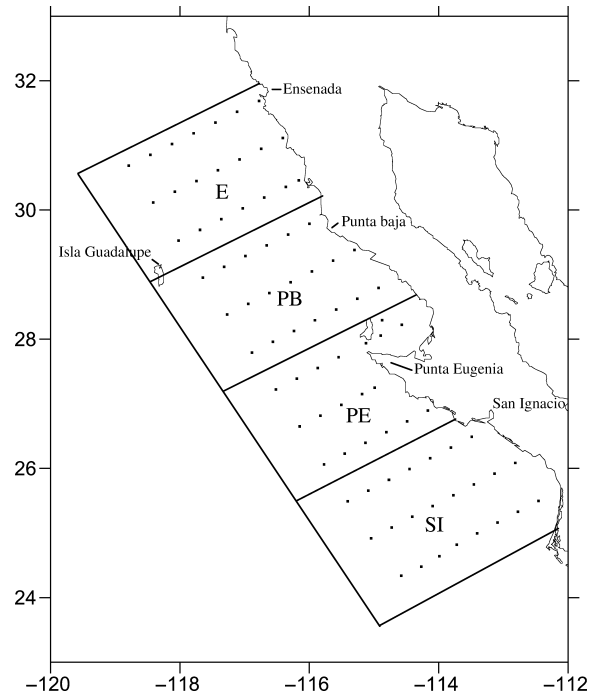 32
Ensenada
E
30
Punta baja
Isla Guadalupe
PB
28
Punta Eugenia
PE
San Ignacio
26
SI
24
−120
−118
−116
−114
−112